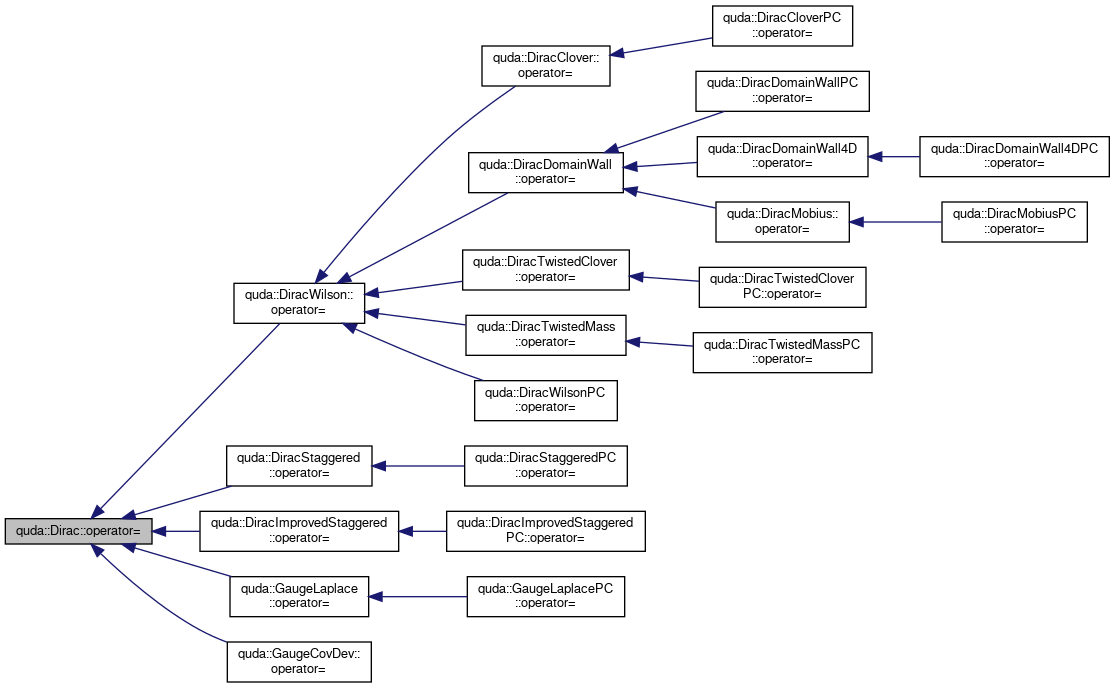 quda::DiracCloverPC
::operator=
quda::DiracClover::
operator=
quda::DiracDomainWallPC
::operator=
quda::DiracDomainWall
::operator=
quda::DiracDomainWall4D
::operator=
quda::DiracDomainWall4DPC
::operator=
quda::DiracMobius::
operator=
quda::DiracMobiusPC
::operator=
quda::DiracWilson::
operator=
quda::DiracTwistedClover
::operator=
quda::DiracTwistedClover
PC::operator=
quda::DiracTwistedMass
::operator=
quda::DiracTwistedMassPC
::operator=
quda::DiracWilsonPC
::operator=
quda::DiracStaggered
::operator=
quda::DiracStaggeredPC
::operator=
quda::Dirac::operator=
quda::DiracImprovedStaggered
::operator=
quda::DiracImprovedStaggered
PC::operator=
quda::GaugeLaplace
::operator=
quda::GaugeLaplacePC
::operator=
quda::GaugeCovDev::
operator=